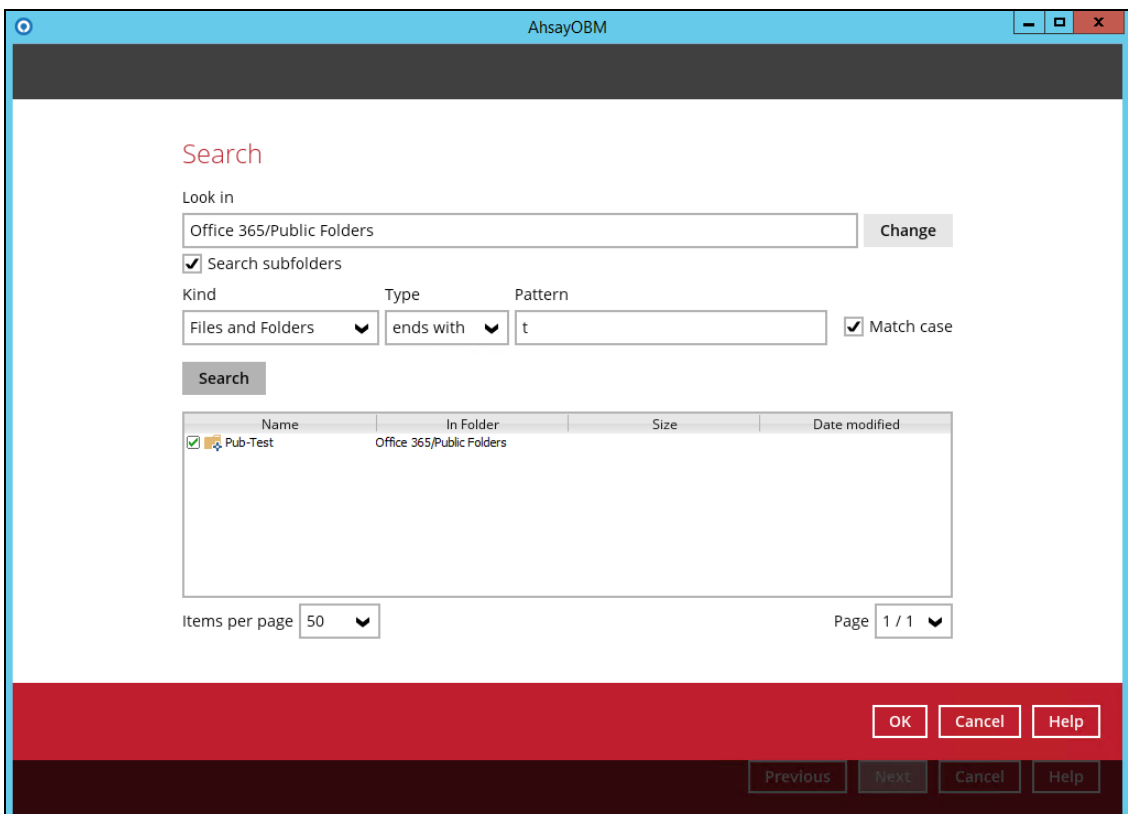 AhsayOBM
Search
Look in
Office 365/Public Folders
Change
Search subfolders
Kind Type Pattern
Files and Folders ends with t Match case
Search
Name In Folder Size Date modified
Pub-Test Office 365/Public Folders
Items per page 50 Page 1 / 1
OK Cancel Help
Previous Next Cancel Help